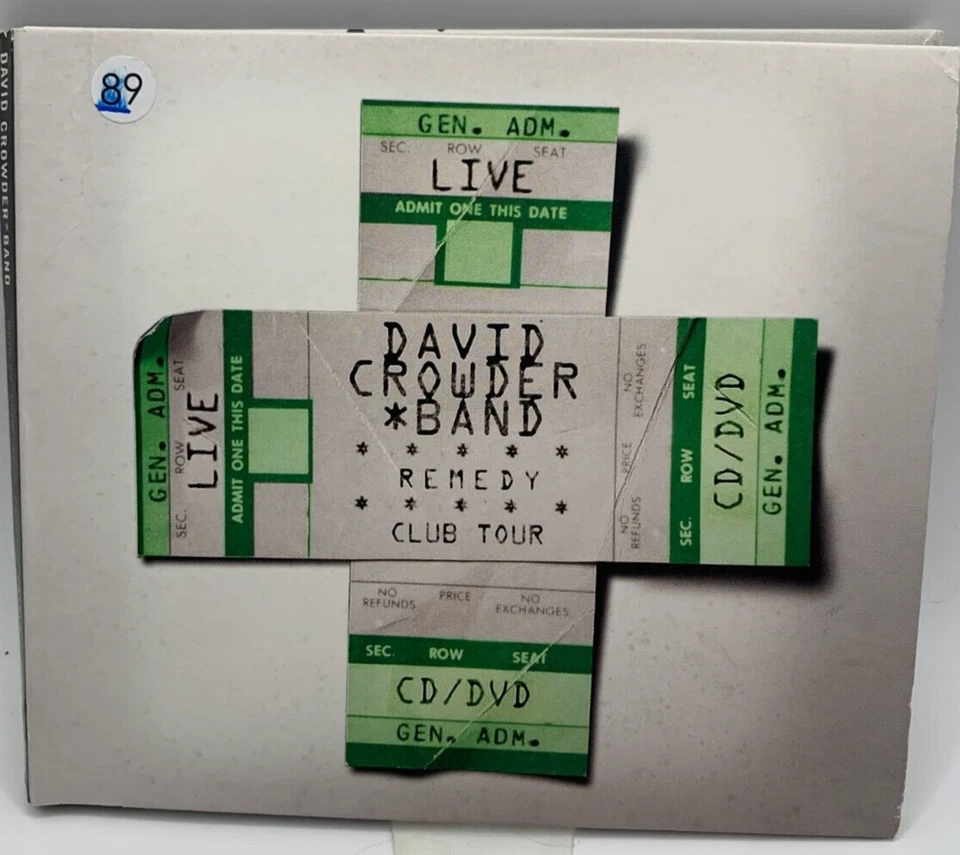 DAVID CROWDER*BAND
89
GEN. ADM.
SEC. ROW SEAT
LIVE
ADMIT ONE THIS DATE
GEN. ADM.
SEC. ROW SEAT
LIVE
ADMIT ONE THIS DATE
DAVID
CROWDER
*BAND
* * * * *
REMEDY
* * * * *
CLUB TOUR
NO REFUNDS PRICE NO EXCHANGES
SEC. ROW SEAT
CD/DVD
GEN. ADM.
NO REFUNDS PRICE NO EXCHANGES
SEC. ROW SEAT
CD/DVD
GEN. ADM.